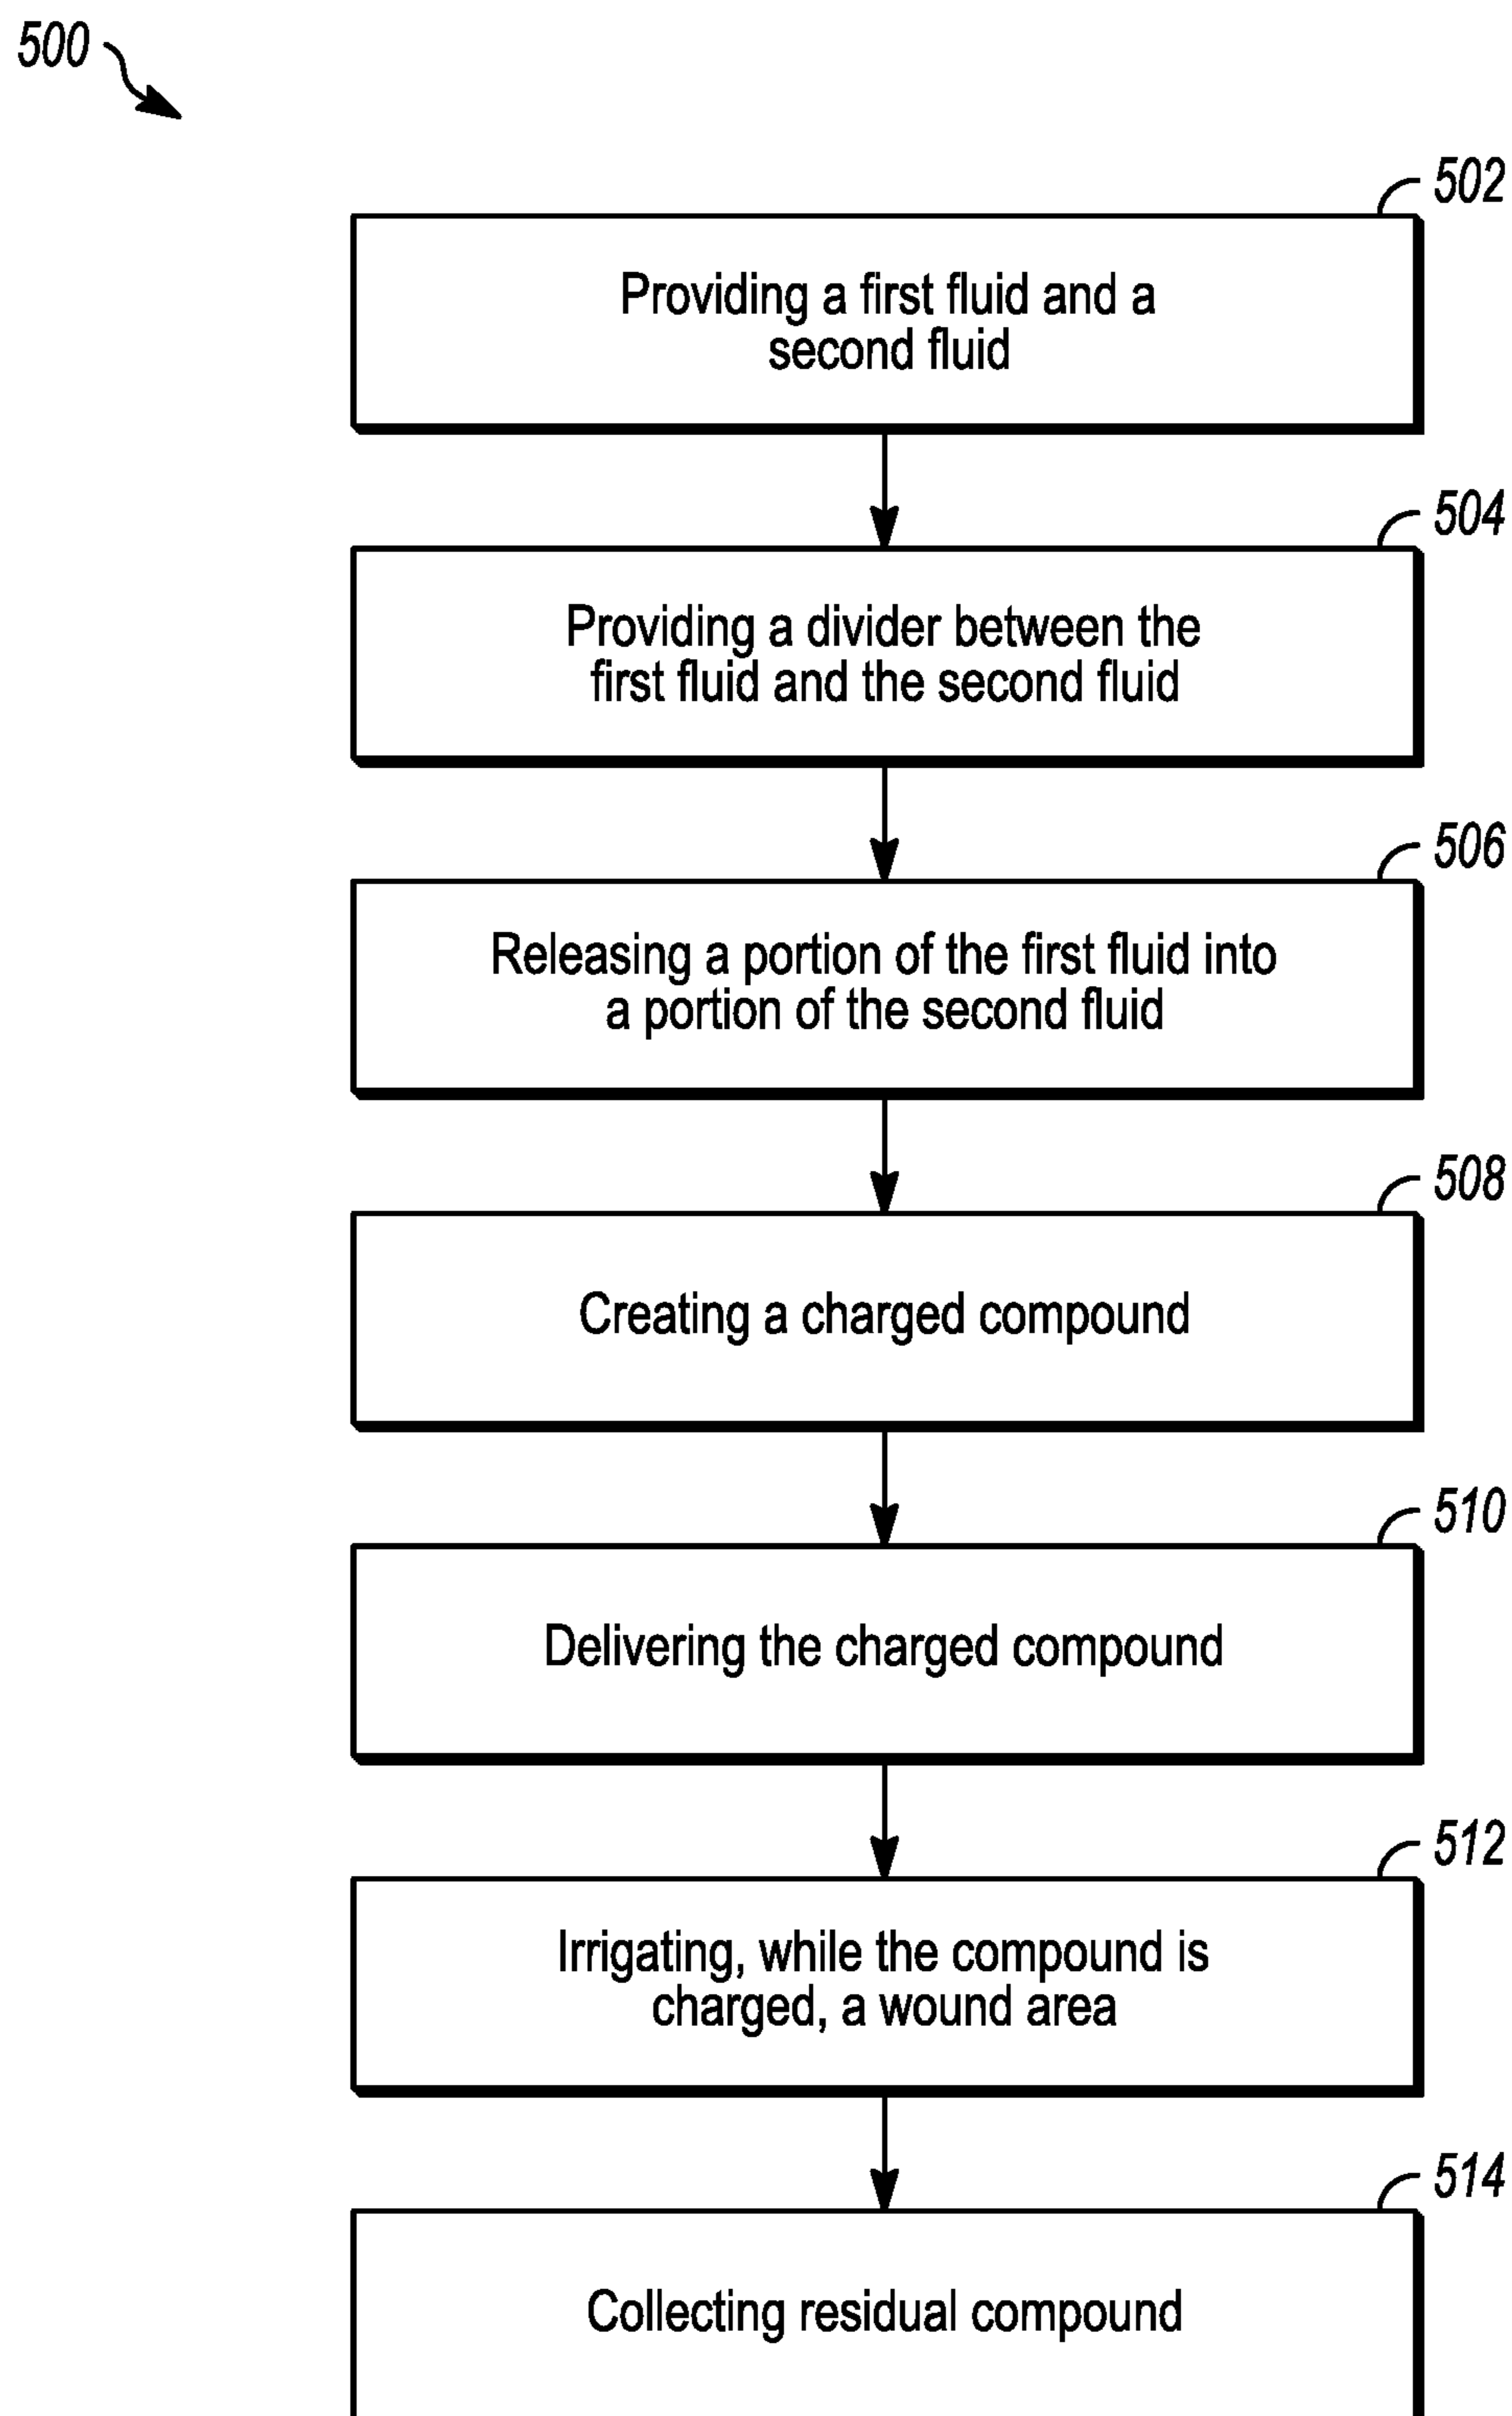 500
502
Providing a first fluid and a
second fluid
504
Providing a divider between the
first fluid and the second fluid
506
Releasing a portion of the first fluid into
a portion of the second fluid
508
Creating a charged compound
510
Delivering the charged compound
512
Irrigating, while the compound is
charged, a wound area
514
Collecting residual compound